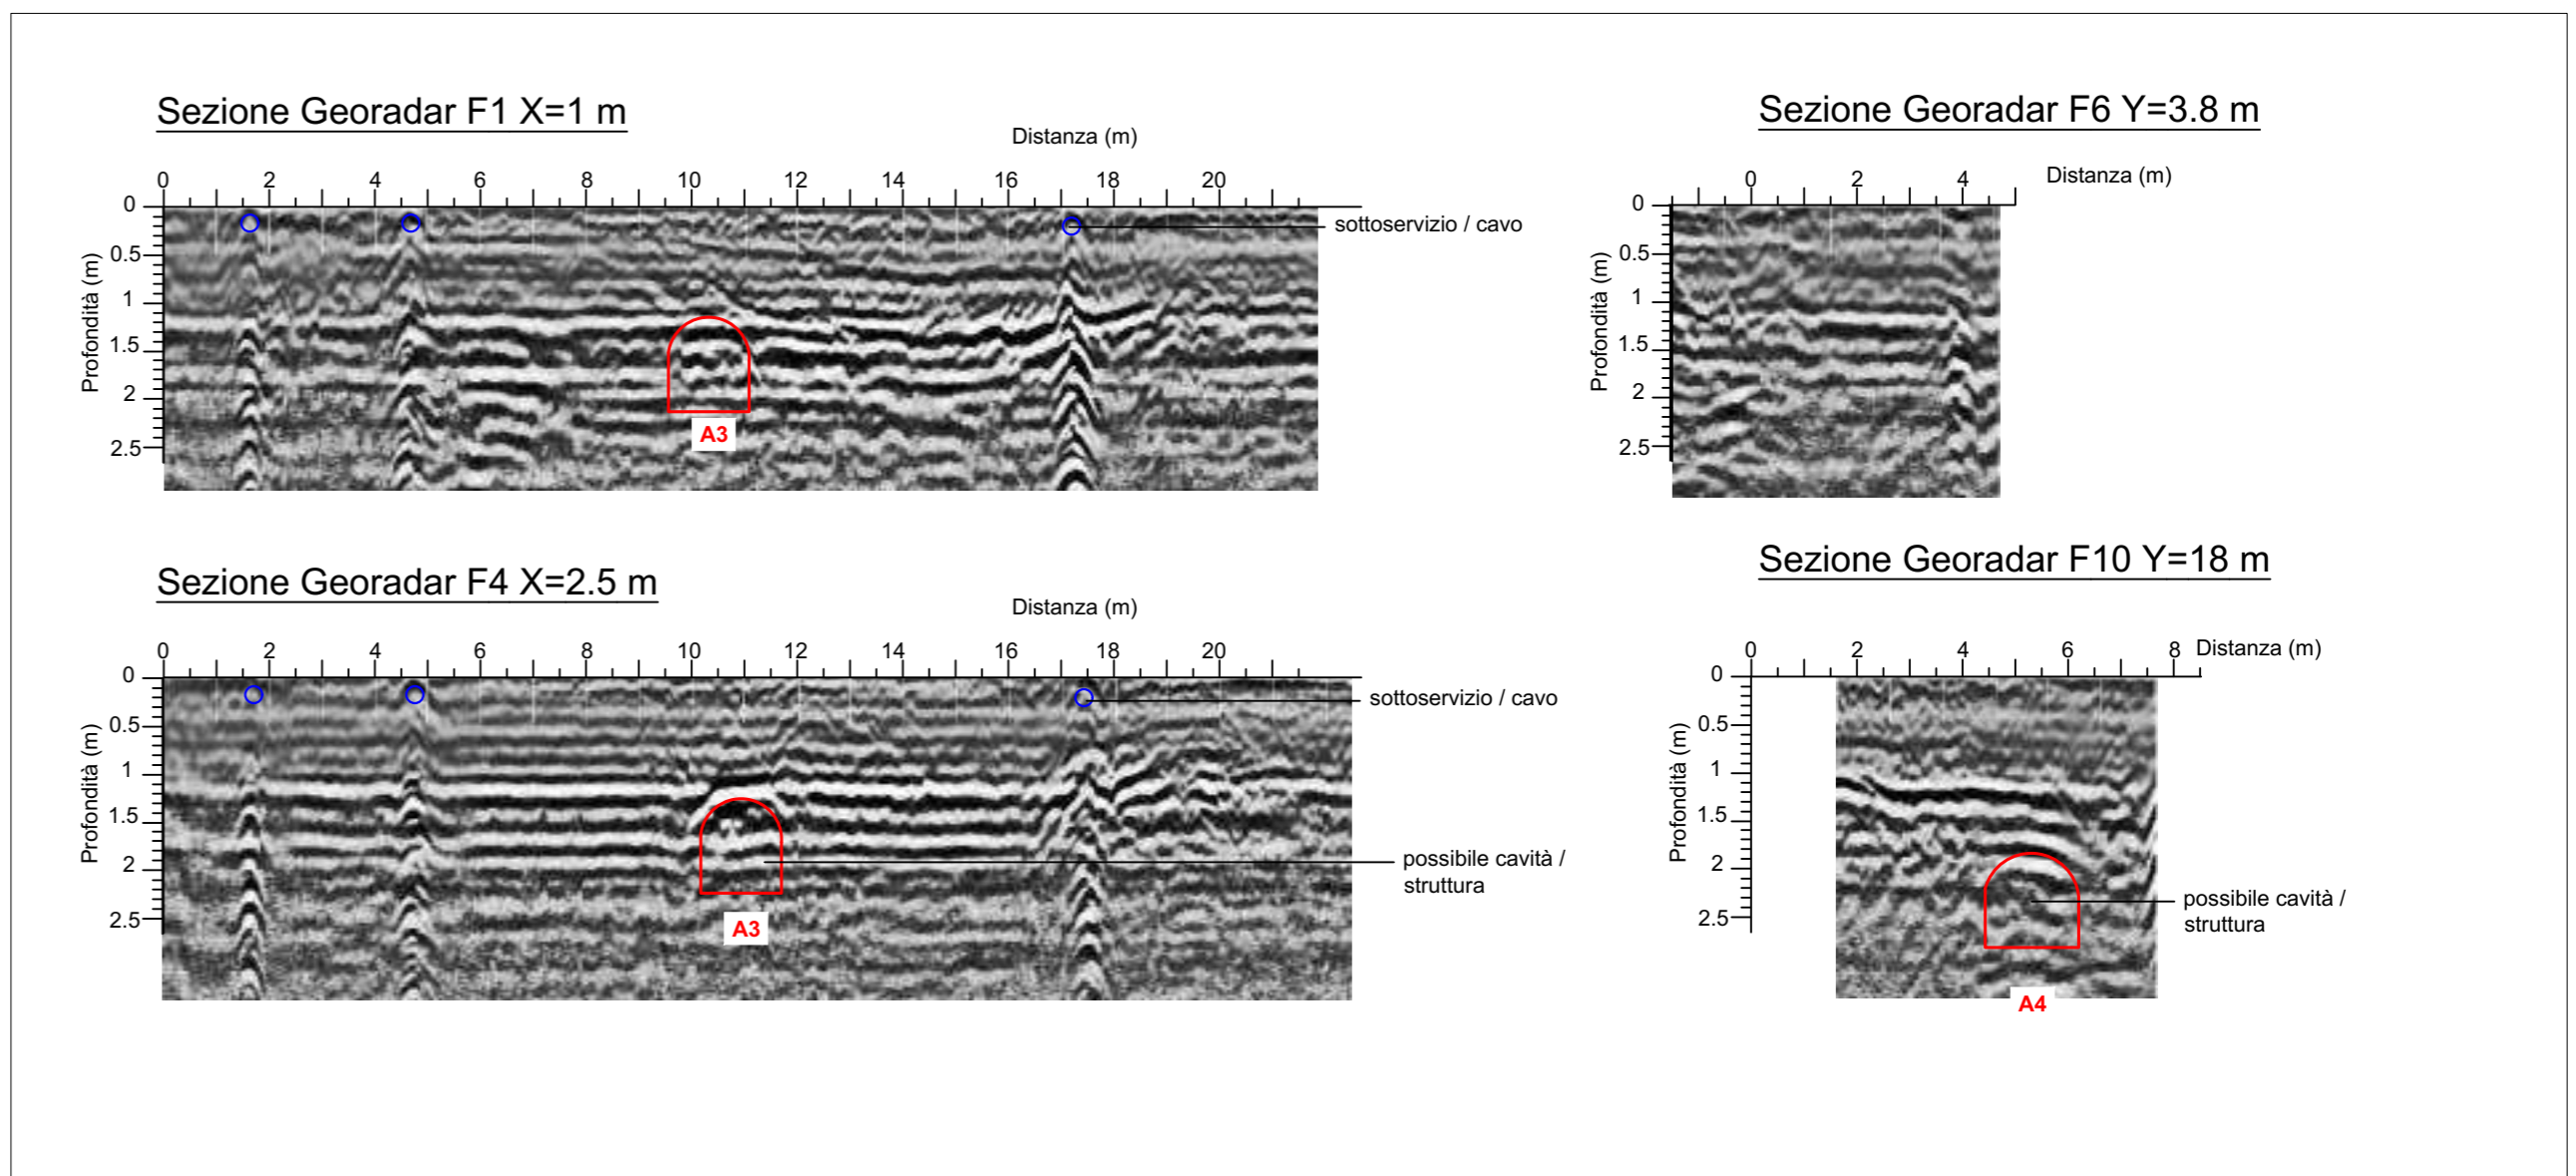 Sezione Georadar F1 X=1 m
Distanza (m)
0 2 4 6 8 10 12 14 16 18 20
Profondità (m)
0
0.5
1
1.5
2
2.5
sottoservizio / cavo
A3
Sezione Georadar F6 Y=3.8 m
0 2 4 Distanza (m)
Profondità (m)
0
0.5
1
1.5
2
2.5
Sezione Georadar F4 X=2.5 m
Distanza (m)
0 2 4 6 8 10 12 14 16 18 20
Profondità (m)
0
0.5
1
1.5
2
2.5
sottoservizio / cavo
possibile cavità /
struttura
A3
Sezione Georadar F10 Y=18 m
0 2 4 6 8 Distanza (m)
Profondità (m)
0
0.5
1
1.5
2
2.5
possibile cavità /
struttura
A4